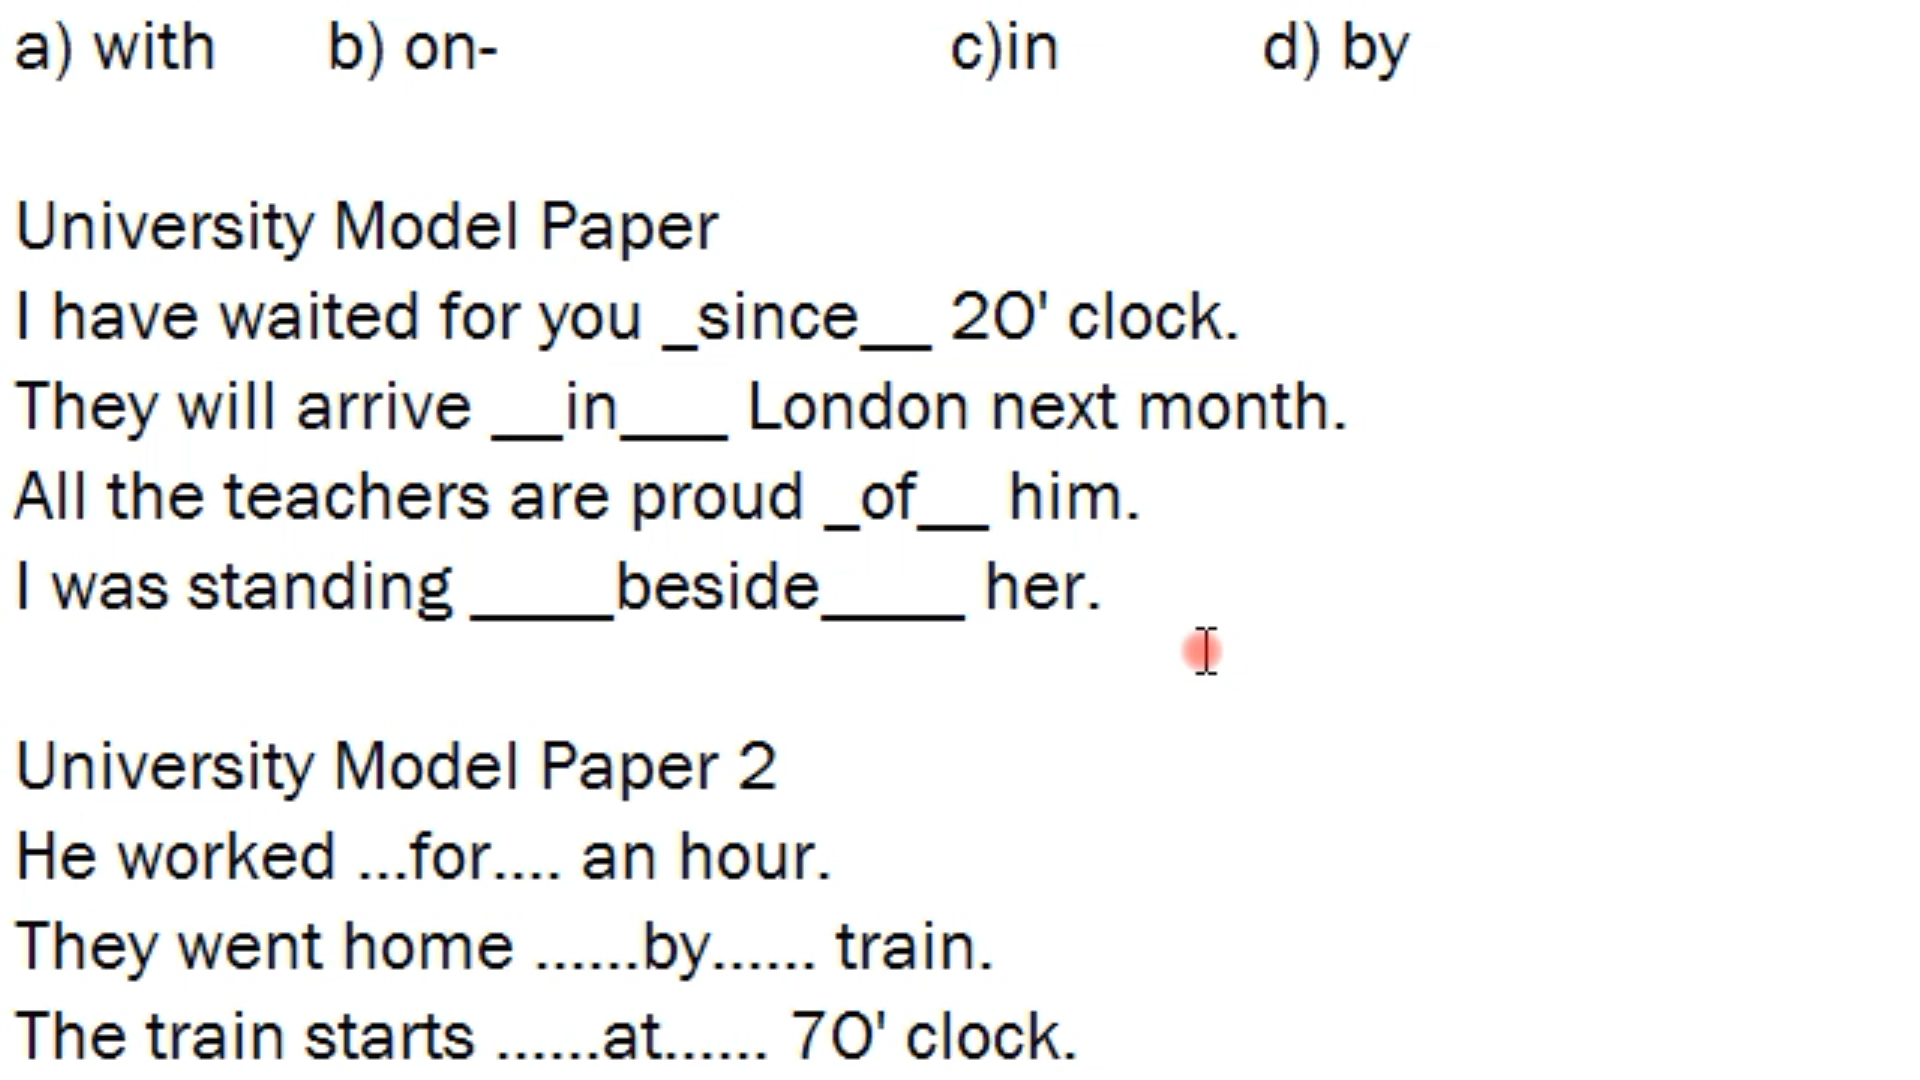 a) with b) on- c)in d) by
University Model Paper
I have waited for you _since__ 2O' clock.
They will arrive __in___ London next month.
All the teachers are proud _of__ him.
I was standing ____beside____ her.
University Model Paper 2
He worked ...for.... an hour.
They went home ......by...... train.
The train starts ......at...... 7O' clock.